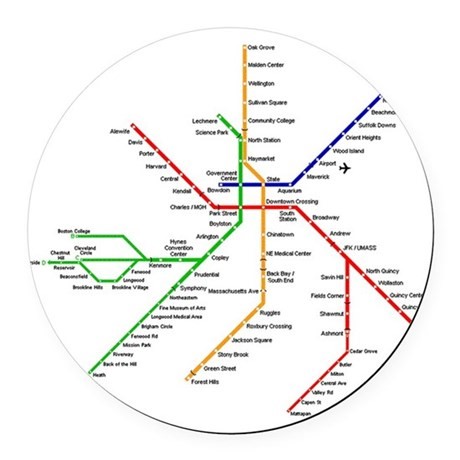 Oak Grove
Malden Center
Wellington
Sullivan Square
Community College
North Station
Haymarket
Lechmere
Science Park
Government
Center
Bowdoin
State
Aquarium
Maverick
Airport
Wood Island
Orient Heights
Suffolk Downs
Beachmo
Alewife
Davis
Porter
Harvard
Central
Kendall
Charles / MGH
Park Street
Downtown Crossing
South
Station
Broadway
Andrew
JFK / UMASS
North Quincy
Wollaston
Quincy Cent
Quincy
Savin Hill
Fields Corner
Shawmut
Ashmont
Cedar Grove
Butler
Milton
Central Ave
Valley Rd
Capen St
Mattapan
Boylston
Arlington
Copley
Hynes
Convention
Center
Kenmore
Boston College
B
Cleveland
Circle
C
Chestnut
Hill
rside
D
Reservoir
Beaconsfield
Brookline Hills
Brookline Village
Longwood
Fenwood
Prudential
Symphony
Northeastern
Fine Museum of Arts
Longwood Medical Area
Brigham Circle
Fenwood Rd
Mission Park
Riverway
Back of the Hill
Heath
Chinatown
NE Medical Center
Back Bay /
South End
Massachusetts Ave
Ruggles
Roxbury Crossing
Jackson Square
Stony Brook
Green Street
Forest Hills